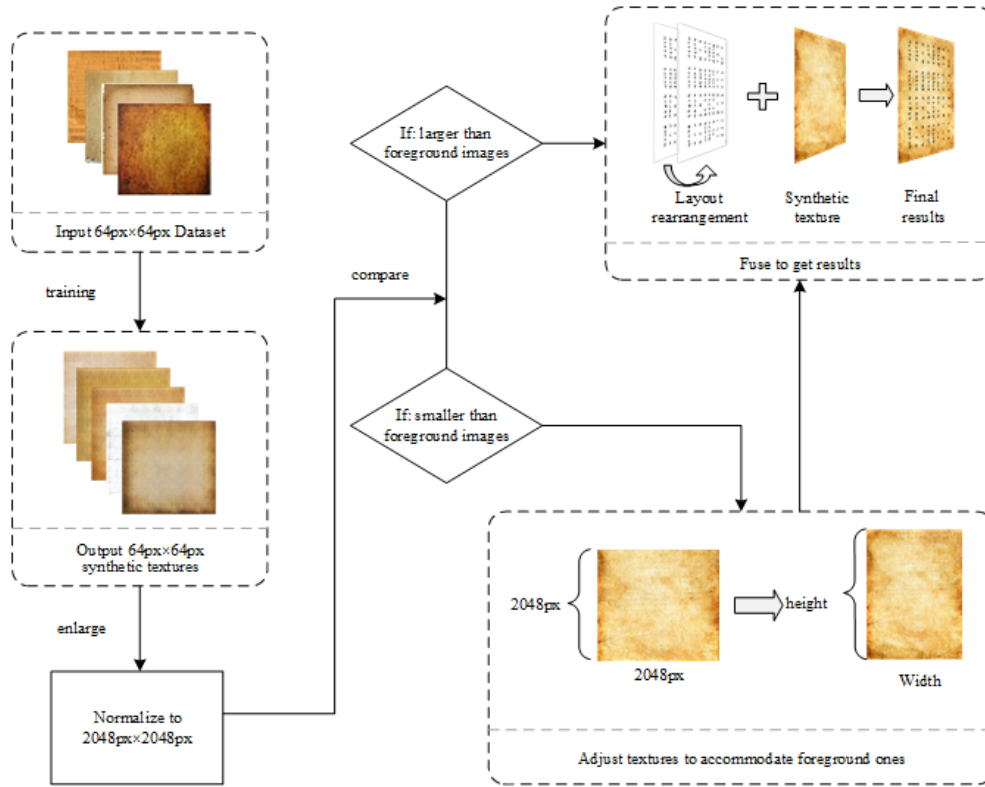 Input 64px×64px Dataset
training
Output 64px×64px
synthetic textures
enlarge
Normalize to
2048px×2048px
compare
If: larger than
foreground images
If: smaller than
foreground images
Layout
rearrangement
Synthetic
texture
Final
results
Fuse to get results
2048px
2048px
height
Width
Adjust textures to accommodate foreground ones